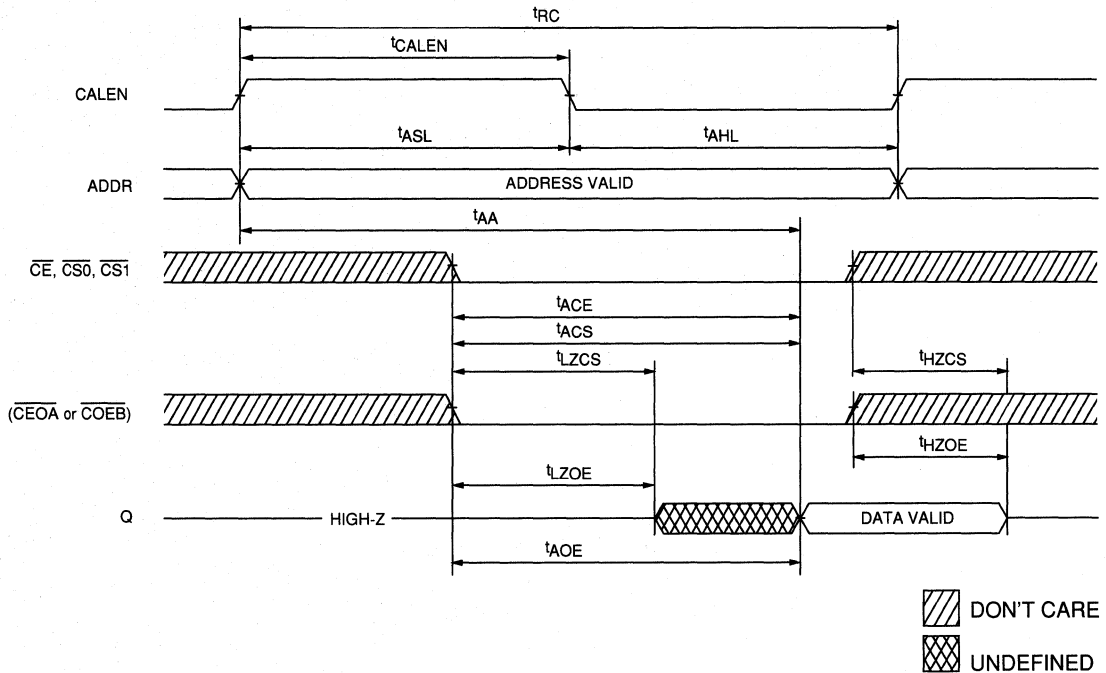 tRC
tCALEN
CALEN
tASL
tAHL
ADDR
ADDRESS VALID
tAA
CE, CS0, CS1
tACE
tACS
tLZCS
tHZCS
(CEOA or COEB)
tHZOE
tLZOE
Q
HIGH-Z
DATA VALID
tAOE
DON'T CARE
UNDEFINED